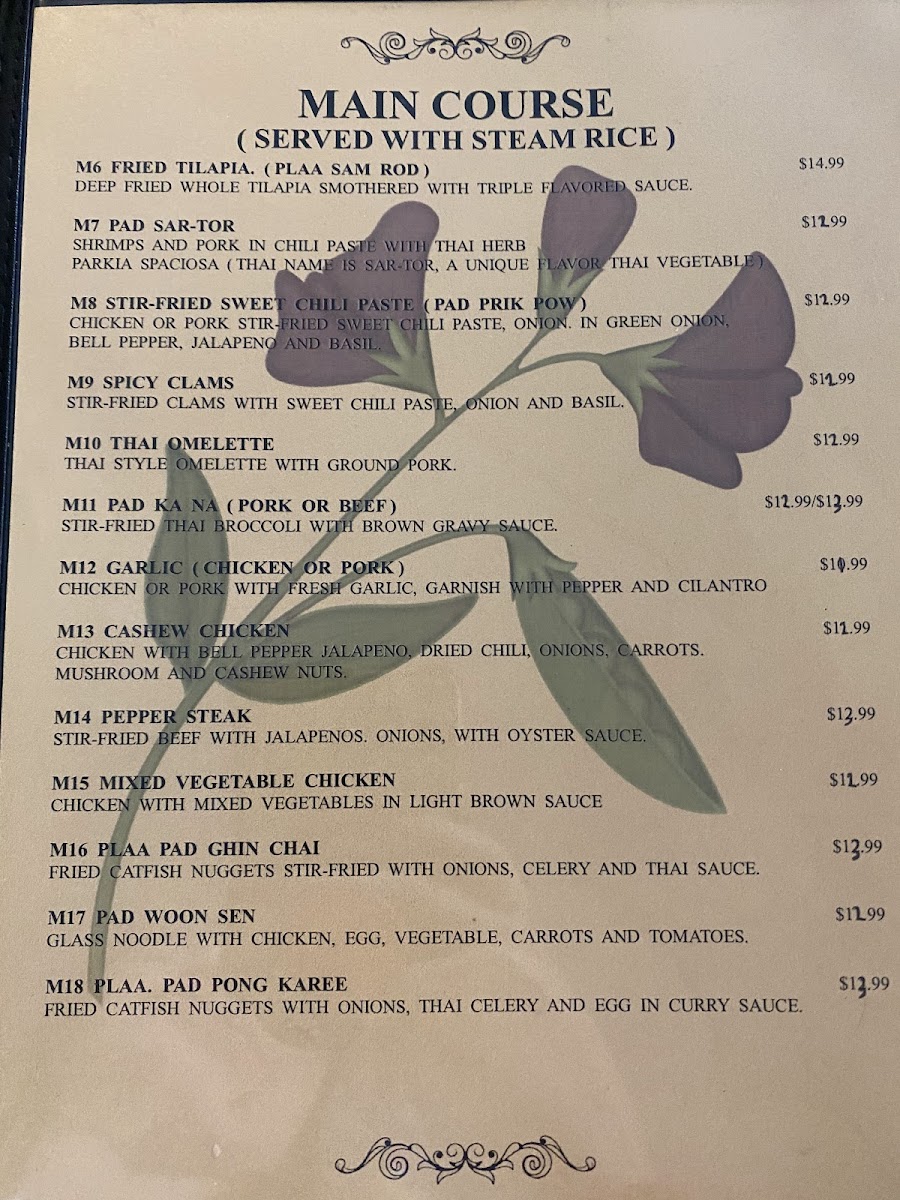 MAIN COURSE
( SERVED WITH STEAM RICE )
M6 FRIED TILAPIA. ( PLAA SAM ROD ) $14.99
DEEP FRIED WHOLE TILAPIA SMOTHERED WITH TRIPLE FLAVORED SAUCE.
M7 PAD SAR-TOR $12.99
SHRIMPS AND PORK IN CHILI PASTE WITH THAI HERB
PARKIA SPACIOSA ( THAI NAME IS SAR-TOR, A UNIQUE FLAVOR THAI VEGETABLE )
M8 STIR-FRIED SWEET CHILI PASTE ( PAD PRIK POW ) $12.99
CHICKEN OR PORK STIR-FRIED SWEET CHILI PASTE, ONION. IN GREEN ONION,
BELL PEPPER, JALAPENO AND BASIL.
M9 SPICY CLAMS $12.99
STIR-FRIED CLAMS WITH SWEET CHILI PASTE, ONION AND BASIL.
M10 THAI OMELETTE $12.99
THAI STYLE OMELETTE WITH GROUND PORK.
M11 PAD KA NA ( PORK OR BEEF ) $12.99/$13.99
STIR-FRIED THAI BROCCOLI WITH BROWN GRAVY SAUCE.
M12 GARLIC ( CHICKEN OR PORK )
CHICKEN OR PORK WITH FRESH GARLIC, GARNISH WITH PEPPER AND CILANTRO
M13 CASHEW CHICKEN $12.99
CHICKEN WITH BELL PEPPER JALAPENO, DRIED CHILI, ONIONS, CARROTS.
MUSHROOM AND CASHEW NUTS.
M14 PEPPER STEAK $13.99
STIR-FRIED BEEF WITH JALAPENOS. ONIONS, WITH OYSTER SAUCE.
M15 MIXED VEGETABLE CHICKEN $12.99
CHICKEN WITH MIXED VEGETABLES IN LIGHT BROWN SAUCE
M16 PLAA PAD GHIN CHAI $13.99
FRIED CATFISH NUGGETS STIR-FRIED WITH ONIONS, CELERY AND THAI SAUCE.
M17 PAD WOON SEN $12.99
GLASS NOODLE WITH CHICKEN, EGG, VEGETABLE, CARROTS AND TOMATOES.
M18 PLAA. PAD PONG KAREE $13.99
FRIED CATFISH NUGGETS WITH ONIONS, THAI CELERY AND EGG IN CURRY SAUCE.